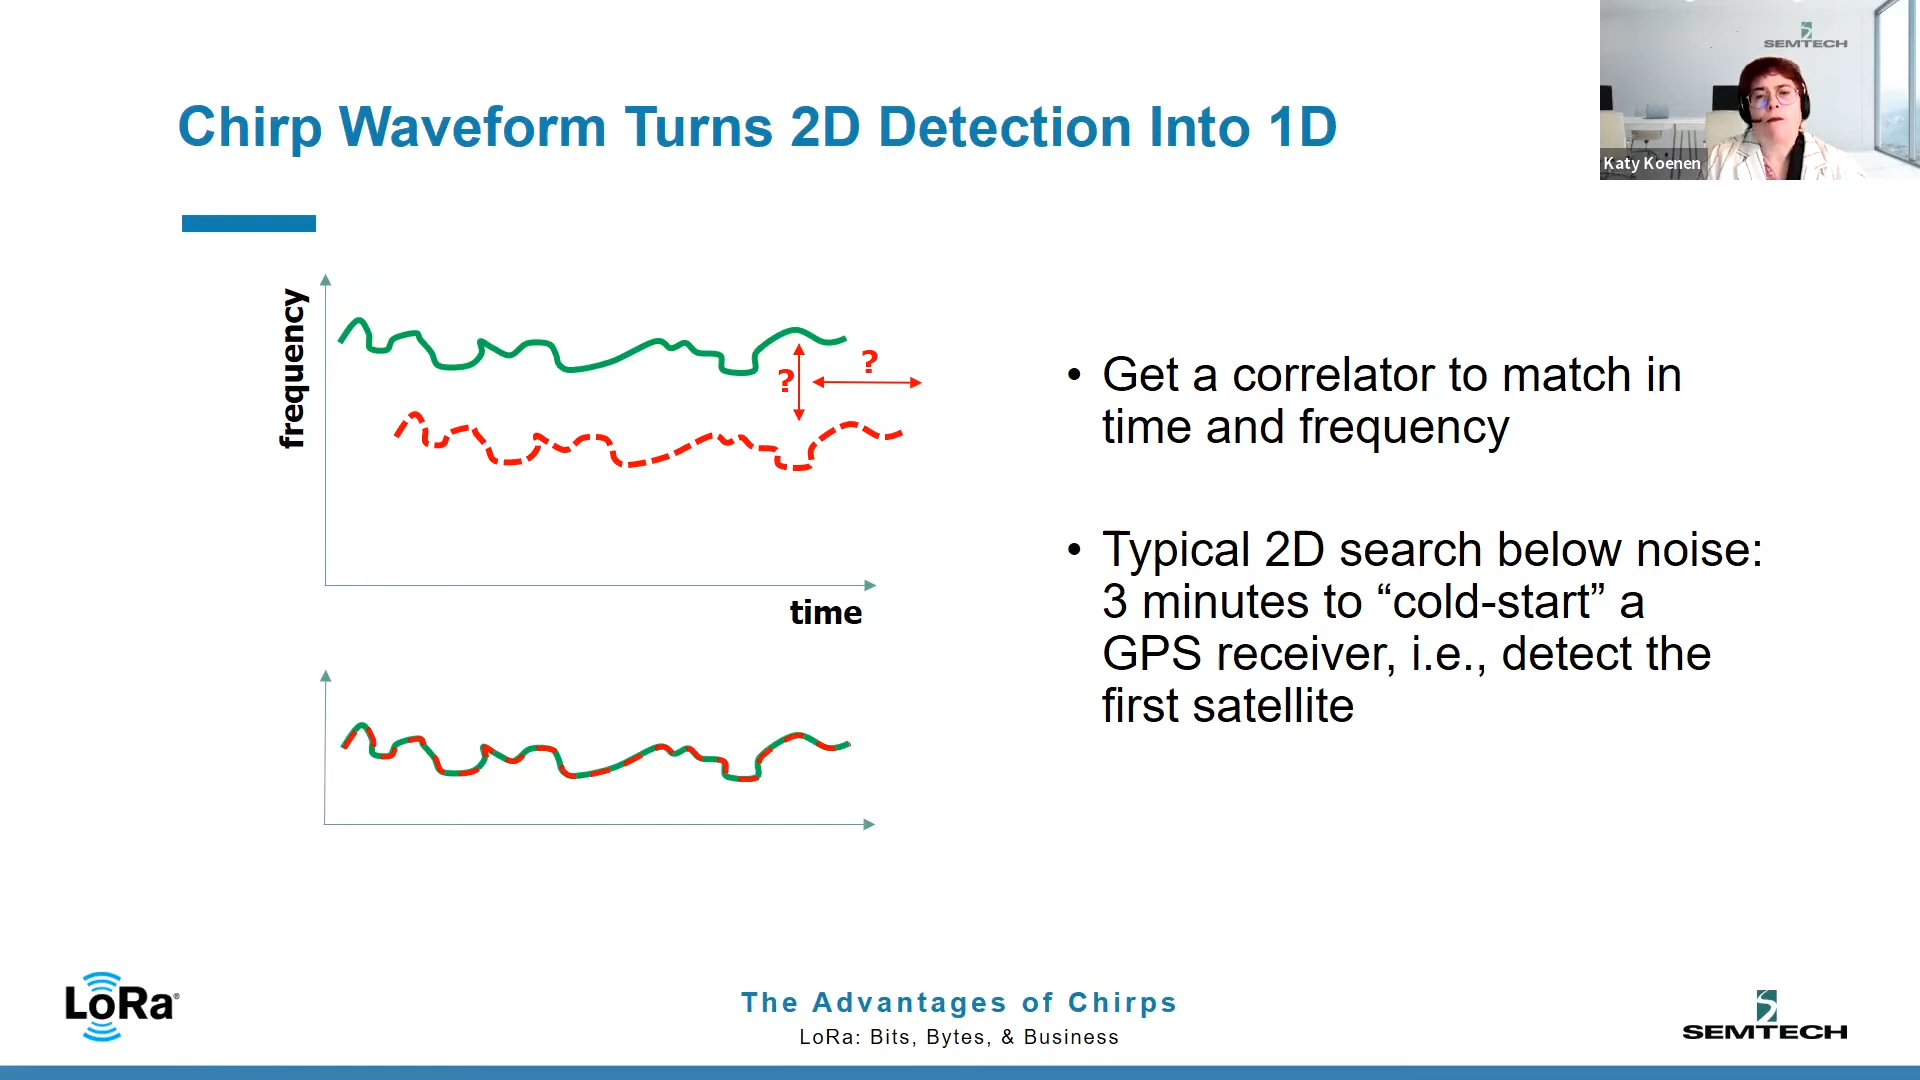 SEMTECH
Katy Koenen
Chirp Waveform Turns 2D Detection Into 1D
frequency
?
?
time
• Get a correlator to match in
time and frequency
• Typical 2D search below noise:
3 minutes to “cold-start” a
GPS receiver, i.e., detect the
first satellite
LoRa®
The Advantages of Chirps
LoRa: Bits, Bytes, & Business
SEMTECH